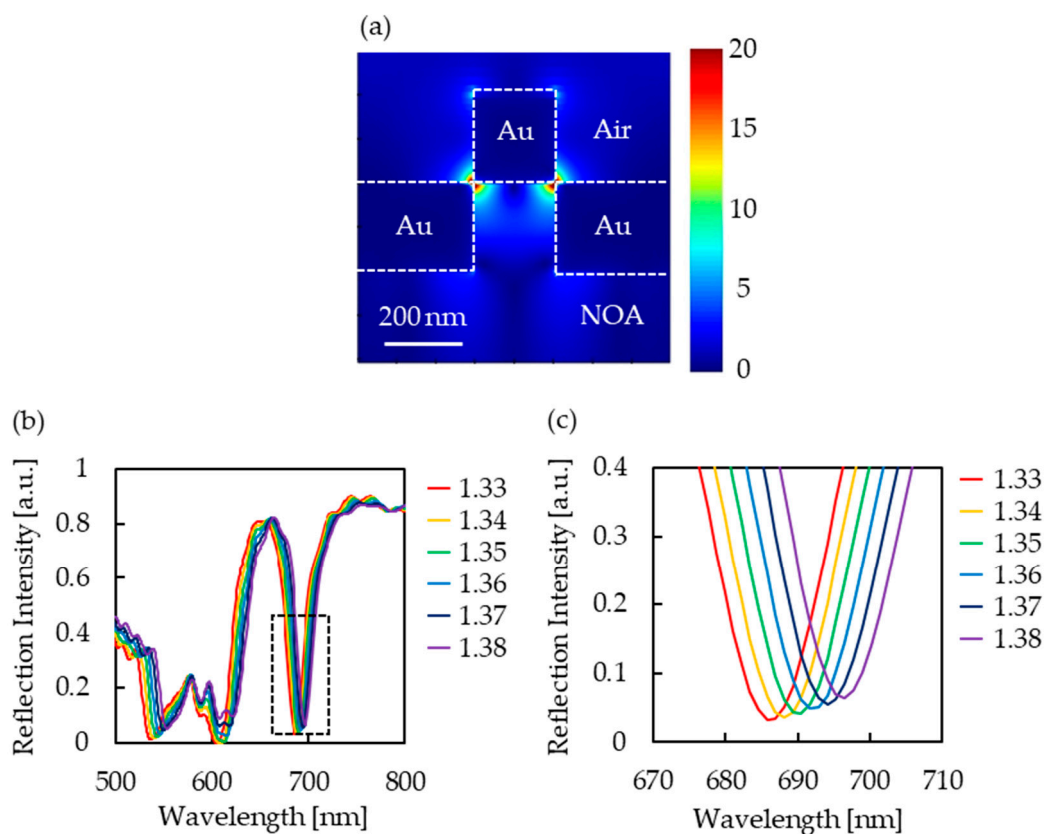 (a)
20
15
10
5
0
Au
Air
Au
Au
200 nm
NOA
(b)
Reflection Intensity [a.u.]
1
0.8
0.6
0.4
0.2
0
500
600
700
800
Wavelength [nm]
1.33
1.34
1.35
1.36
1.37
1.38
(c)
Reflection Intensity [a.u.]
0.4
0.3
0.2
0.1
0
670
680
690
700
710
Wavelength [nm]
1.33
1.34
1.35
1.36
1.37
1.38